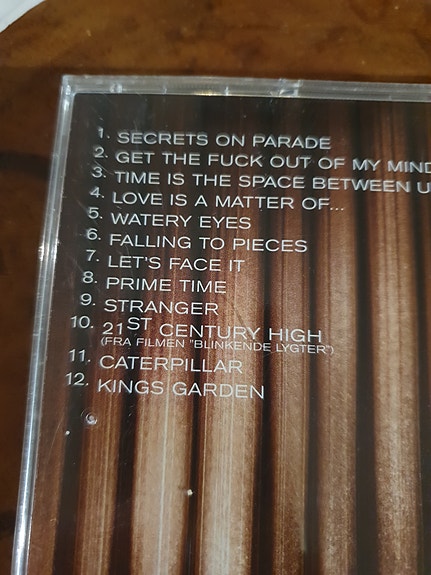 1. SECRETS ON PARADE
2. GET THE FUCK OUT OF MY MIND
3. TIME IS THE SPACE BETWEEN U
4. LOVE IS A MATTER OF...
5. WATERY EYES
6. FALLING TO PIECES
7. LET'S FACE IT
8. PRIME TIME
9. STRANGER
10. 21ST CENTURY HIGH
(FRA FILMEN "BLINKENDE LYGTER")
11. CATERPILLAR
12. KINGS GARDEN